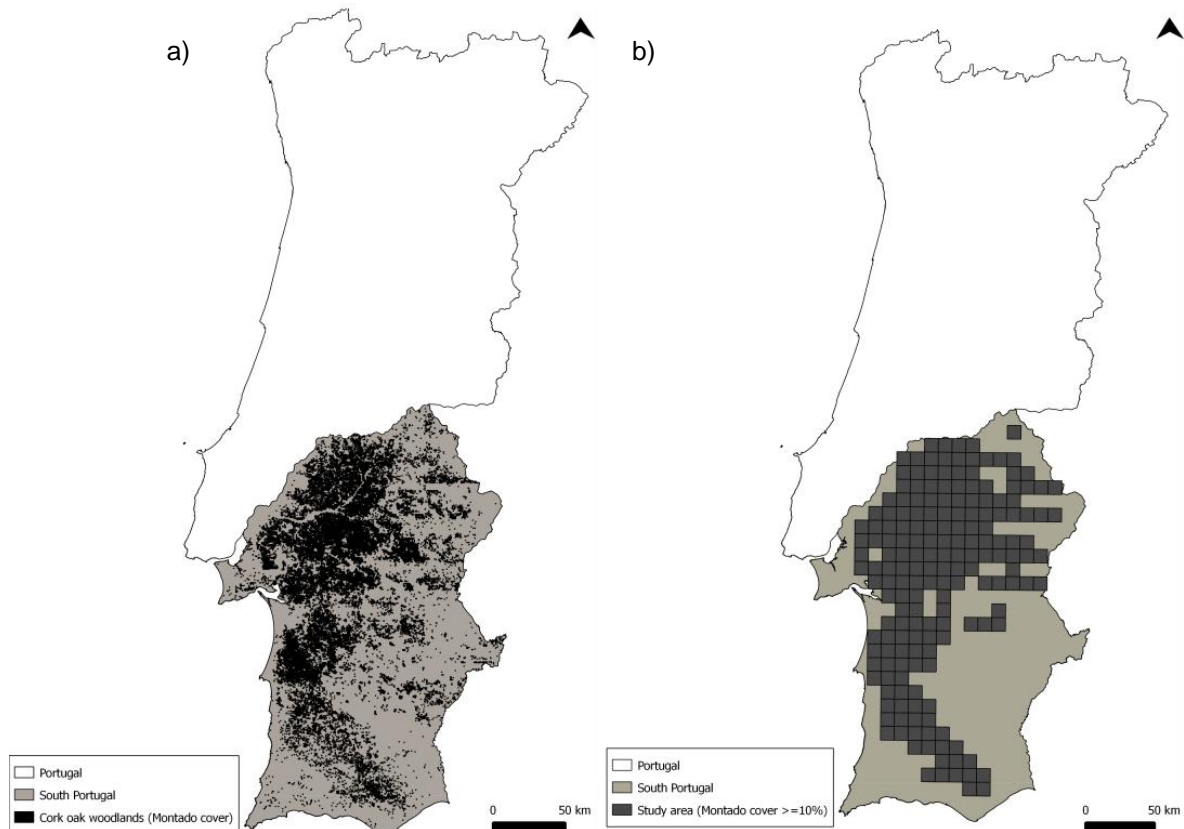 a)
Portugal
South Portugal
Cork oak woodlands (Montado cover)
0 50 km
b)
Portugal
South Portugal
Study area (Montado cover >=10%)
0 50 km